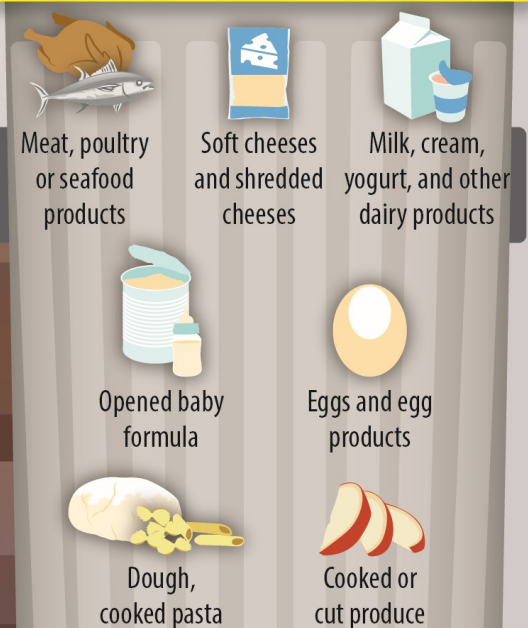 Meat, poultry
or seafood
products
Soft cheeses
and shredded
cheeses
Milk, cream,
yogurt, and other
dairy products
Opened baby
formula
Eggs and egg
products
Dough,
cooked pasta
Cooked or
cut produce